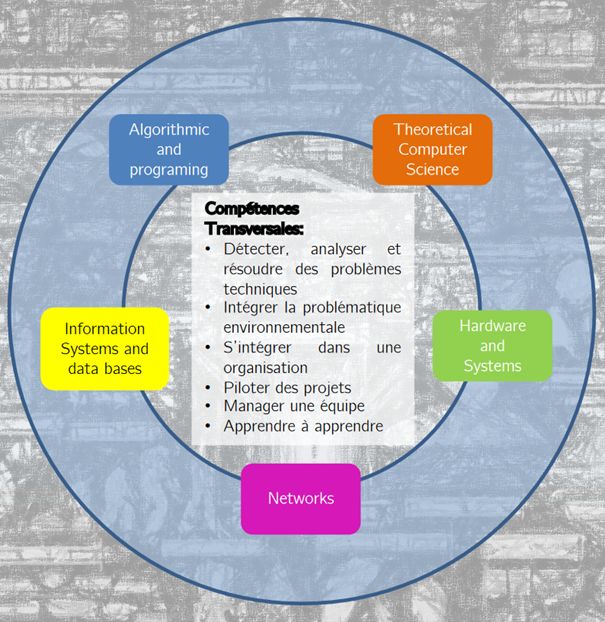 Algorithmic
and
programing
Theoretical
Computer
Science
Compétences
Transversales:
• Détecter, analyser et
résoudre des problèmes
techniques
• Intégrer la problématique
environnementale
• S'intégrer dans une
organisation
• Piloter des projets
• Manager une équipe
• Apprendre à apprendre
Information
Systems and
data bases
Hardware
and
Systems
Networks